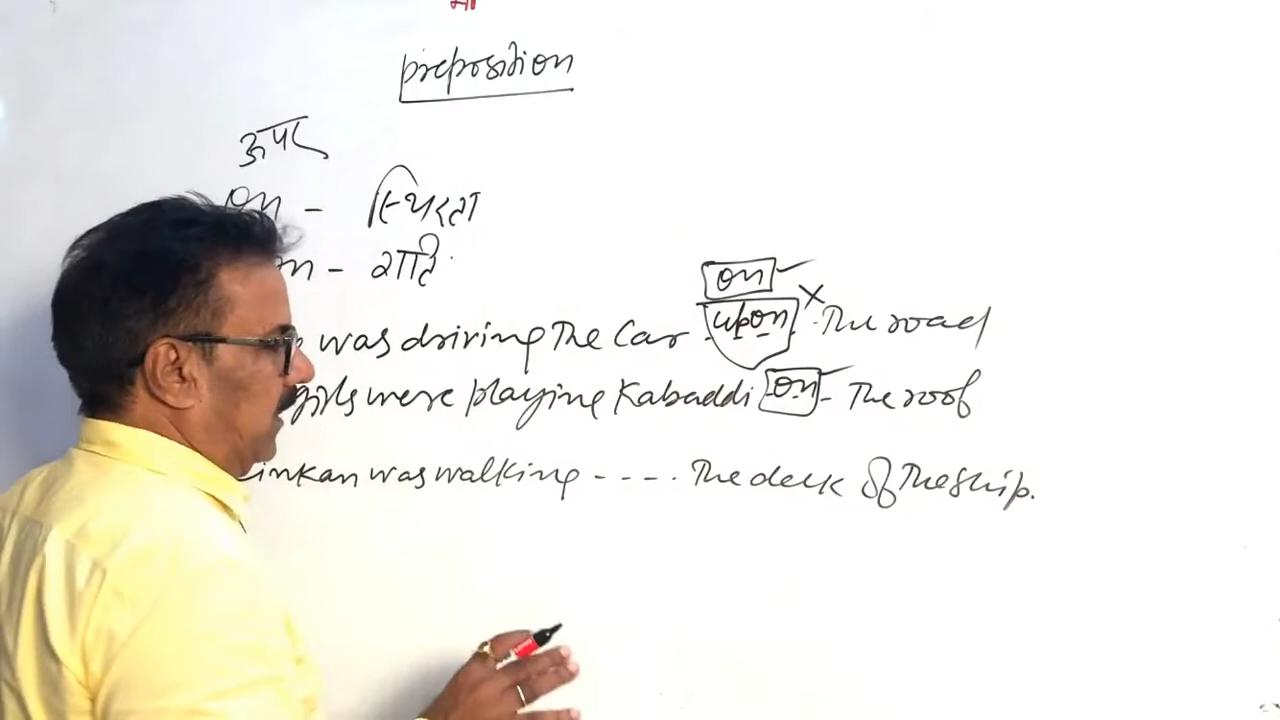 मा
preposition
ऊपर
on - स्थिरता
on - गति
was driving The Car upon The road
on
girls were playing Kabaddi on The roof
inkan was walking - - - . The deck of The ship.